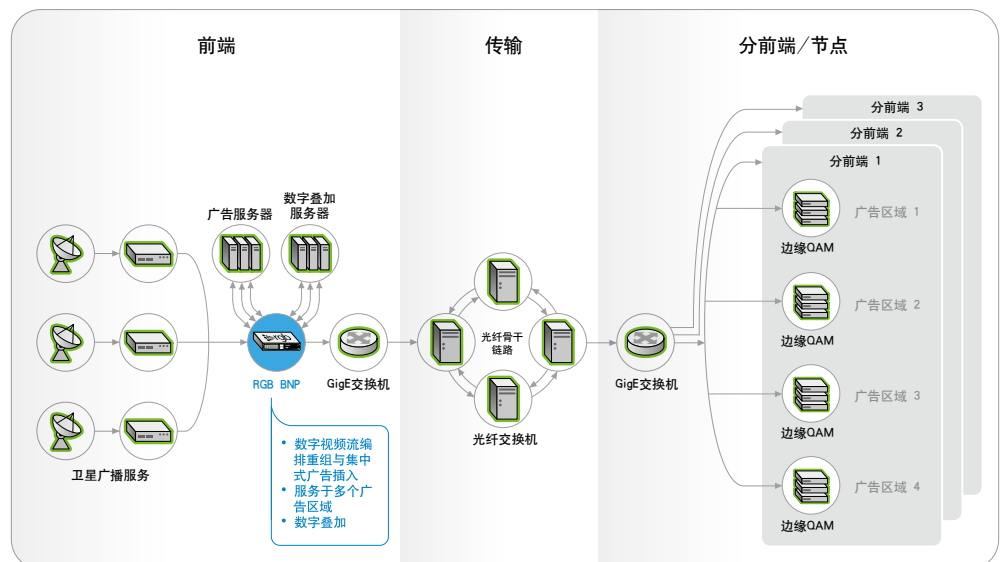 前端
传输
分前端/节点
分前端 3
分前端 2
分前端 1
数字叠加
服务器
广告服务器
广告区域 1
边缘QAM
广告区域 2
边缘QAM
光纤骨干
链路
RGB BNP
GigE交换机
GigE交换机
广告区域 3
边缘QAM
光纤交换机
卫星广播服务
• 数字视频流编
排重组与集中
式广告插入
• 服务于多个广
告区域
• 数字叠加
广告区域 4
边缘QAM